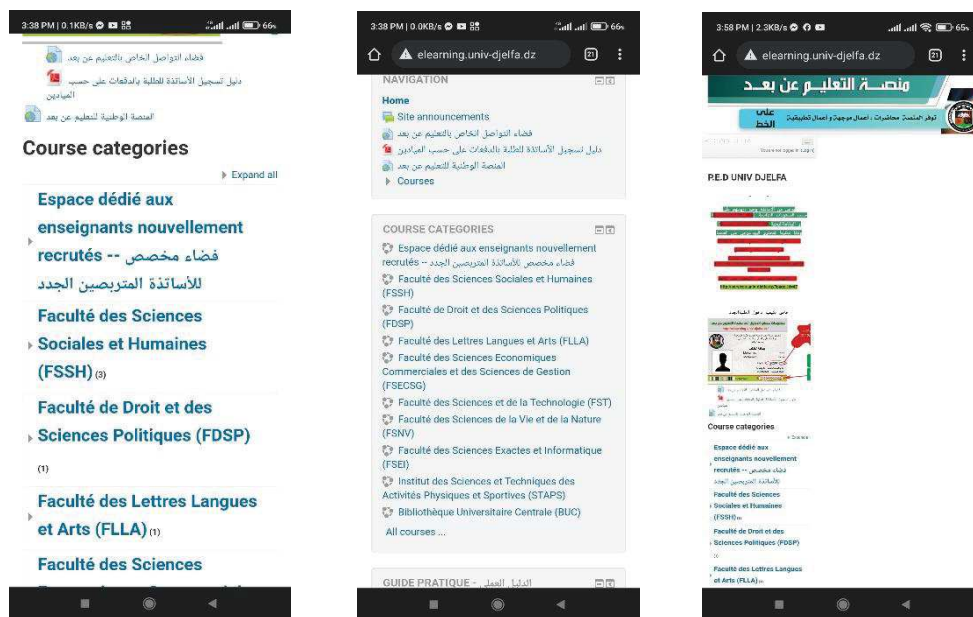 3:38 PM | 0.1KB/s
66%
فضاء التواصل الخاص بالتعليم عن بعد
دليل تسجيل الأساتذة للطلبة بالدفعات على حسب
الميادين
المنصة الوطنية للتعليم عن بعد
Course categories
Expand all
Espace dédié aux
enseignants nouvellement
recrutés -- فضاء مخصص
للأساتذة المتربصين الجدد
Faculté des Sciences
Sociales et Humaines
(FSSH) (3)
Faculté de Droit et des
Sciences Politiques (FDSP)
(1)
Faculté des Lettres Langues
et Arts (FLLA) (1)
Faculté des Sciences
3:38 PM | 0.0KB/s
66%
elearning.univ-djelfa.dz
21
NAVIGATION
Home
Site announcements
فضاء التواصل الخاص بالتعليم عن بعد
دليل تسجيل الأساتذة للطلبة بالدفعات على حسب الميادين
المنصة الوطنية للتعليم عن بعد
Courses
COURSE CATEGORIES
Espace dédié aux enseignants nouvellement
recrutés -- فضاء مخصص للأساتذة المتربصين الجدد
Faculté des Sciences Sociales et Humaines
(FSSH)
Faculté de Droit et des Sciences Politiques
(FDSP)
Faculté des Lettres Langues et Arts (FLLA)
Faculté des Sciences Economiques
Commerciales et des Sciences de Gestion
(FSECSG)
Faculté des Sciences et de la Technologie (FST)
Faculté des Sciences de la Vie et de la Nature
(FSNV)
Faculté des Sciences Exactes et Informatique
(FSEI)
Institut des Sciences et Techniques des
Activités Physiques et Sportives (STAPS)
Bibliothèque Universitaire Centrale (BUC)
All courses ...
GUIDE PRATIQUE - الدليل العملي
3:58 PM | 2.3KB/s
65%
elearning.univ-djelfa.dz
21
منصة التعليم عن بعد
على
الخط
توفر المنصة محاضرات ، أعمال موجهة و أعمال تطبيقية
P.E.D UNIV DJELFA
Course categories
Espace dédié aux
enseignants nouvellement
recrutés -- فضاء مخصص
للأساتذة المتربصين الجدد
Faculté des Sciences
Sociales et Humaines
(FSSH)
Faculté de Droit et des
Sciences Politiques (FDSP)
Faculté des Lettres Langues
et Arts (FLLA)